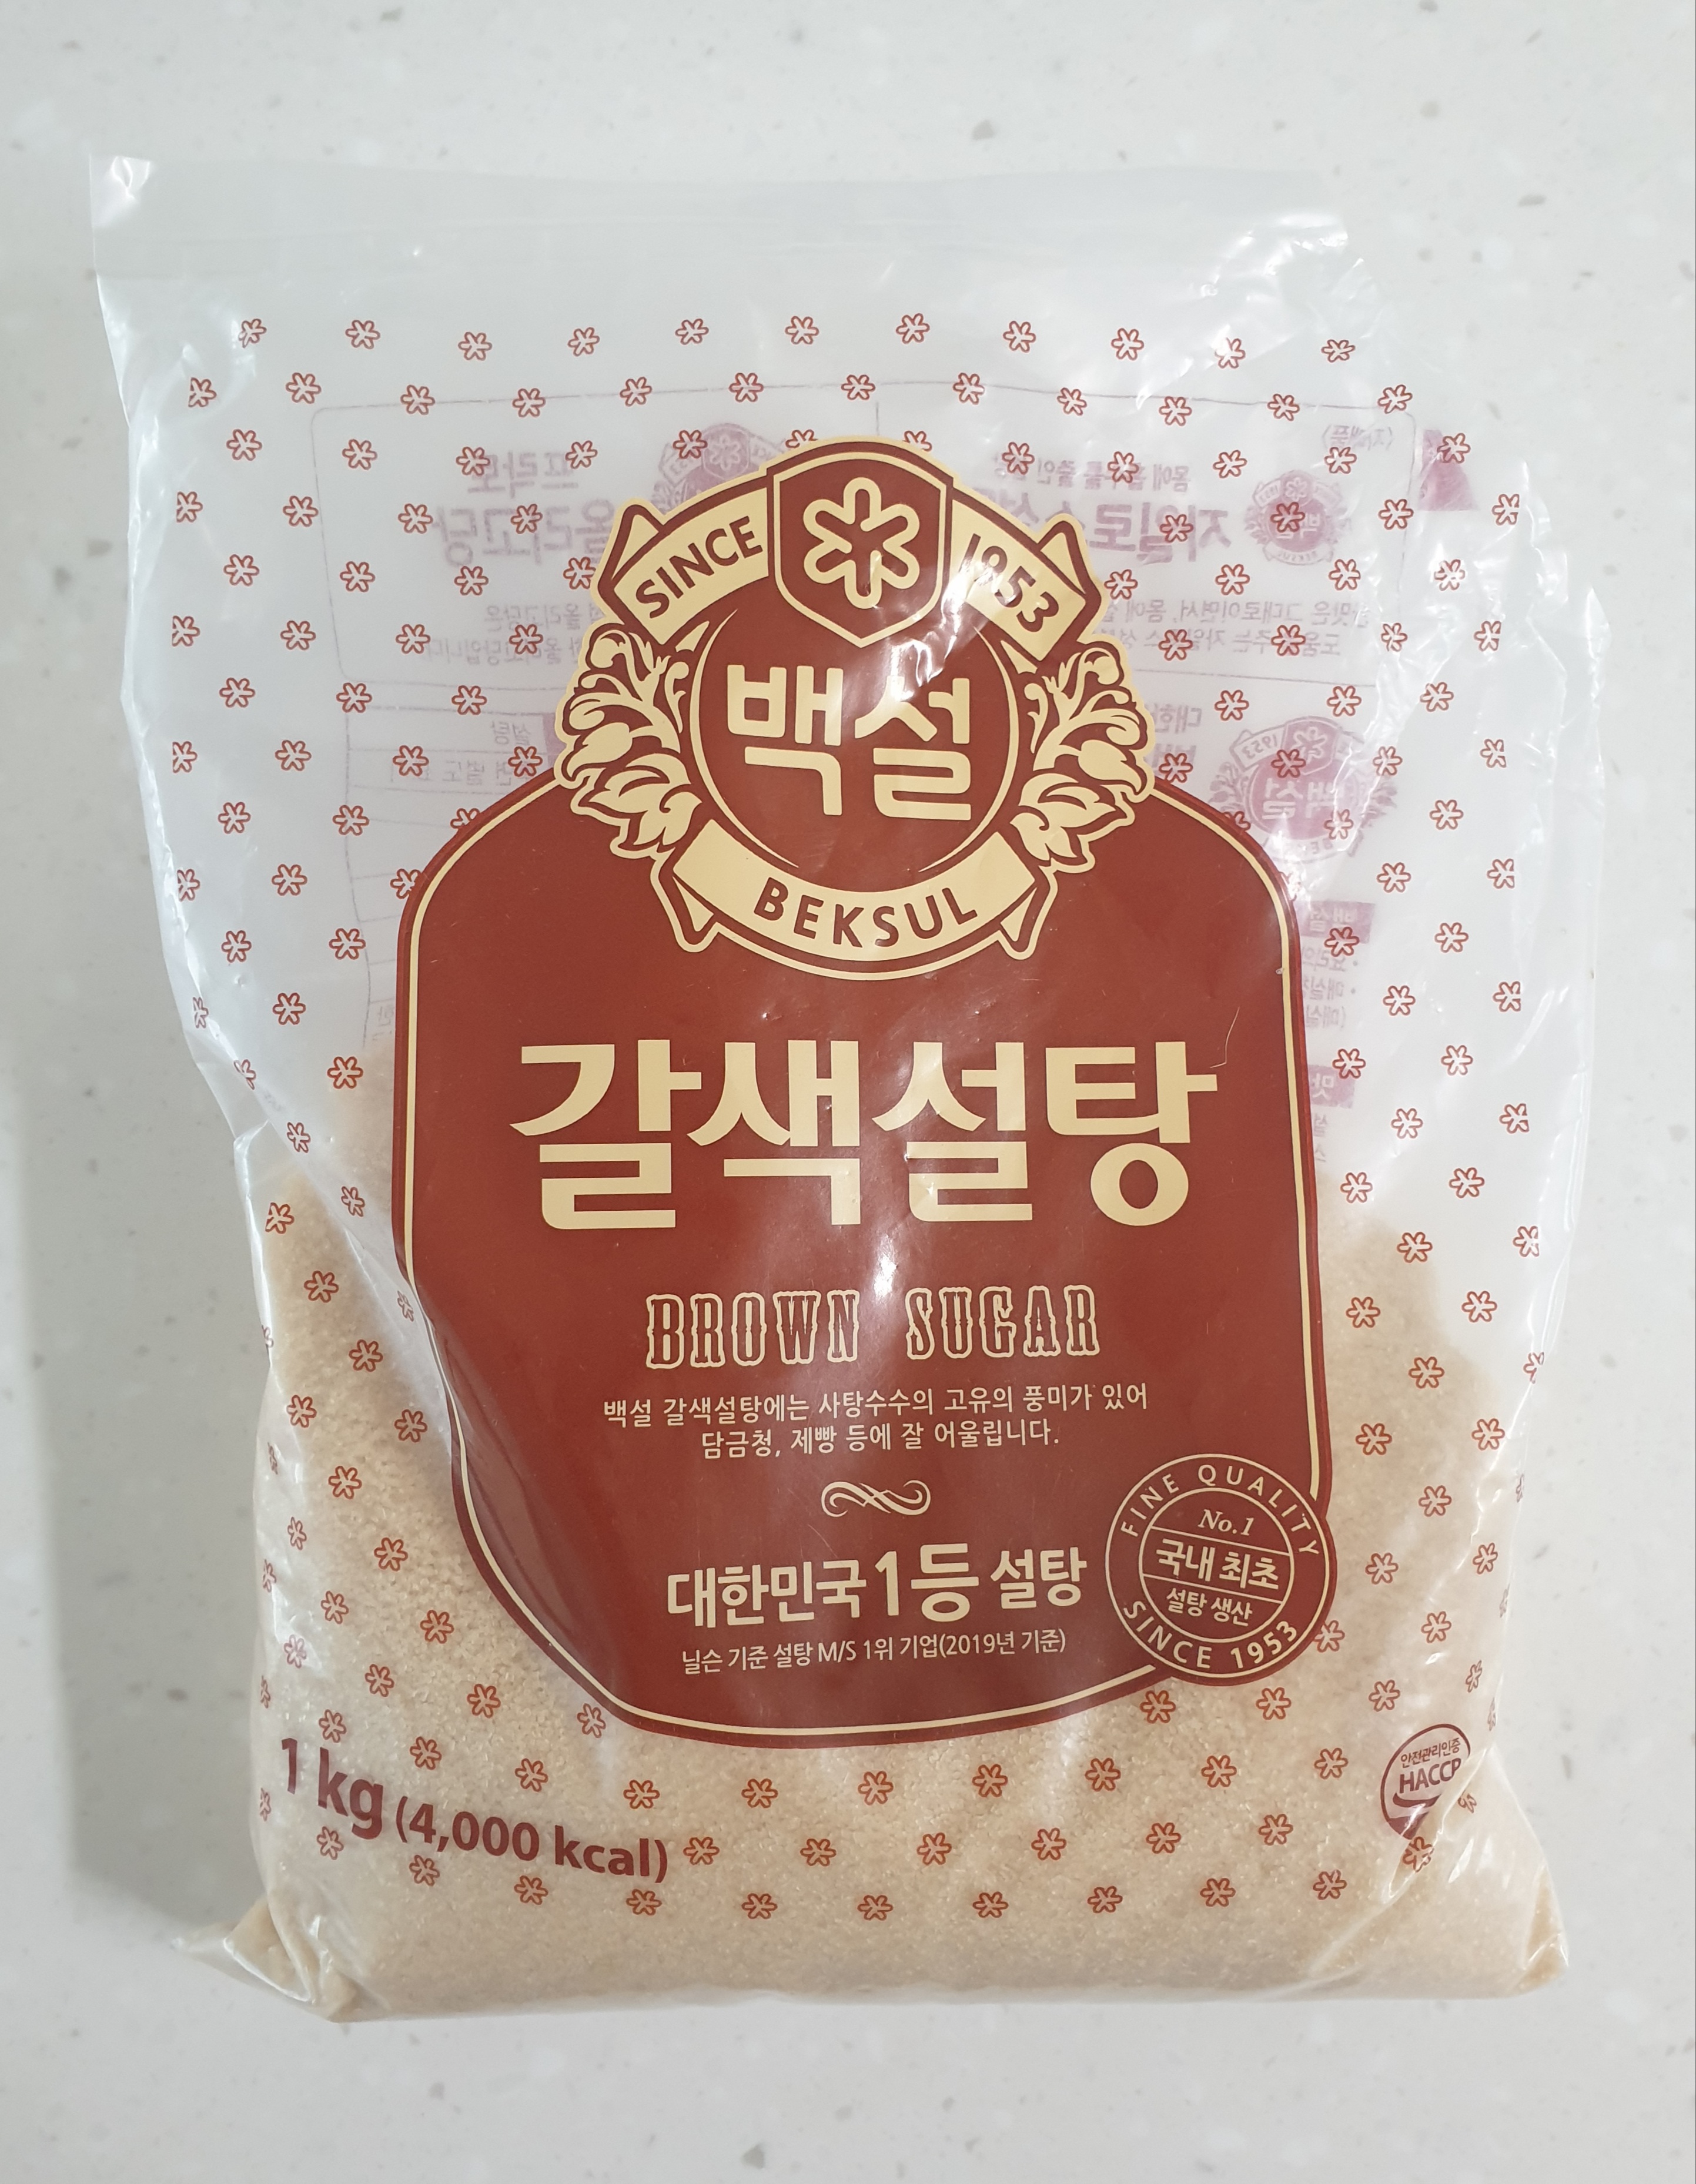 SINCE 1953
백설
BEKSUL
갈색설탕
BROWN SUGAR
백설 갈색설탕에는 사탕수수의 고유의 풍미가 있어
담금청, 제빵 등에 잘 어울립니다.
대한민국 1등 설탕
닐슨 기준 설탕 M/S 1위 기업(2019년 기준)
FINE QUALITY
No.1
국내 최초
설탕 생산
SINCE 1953
1 kg (4,000 kcal)
안전관리인증
HACCP